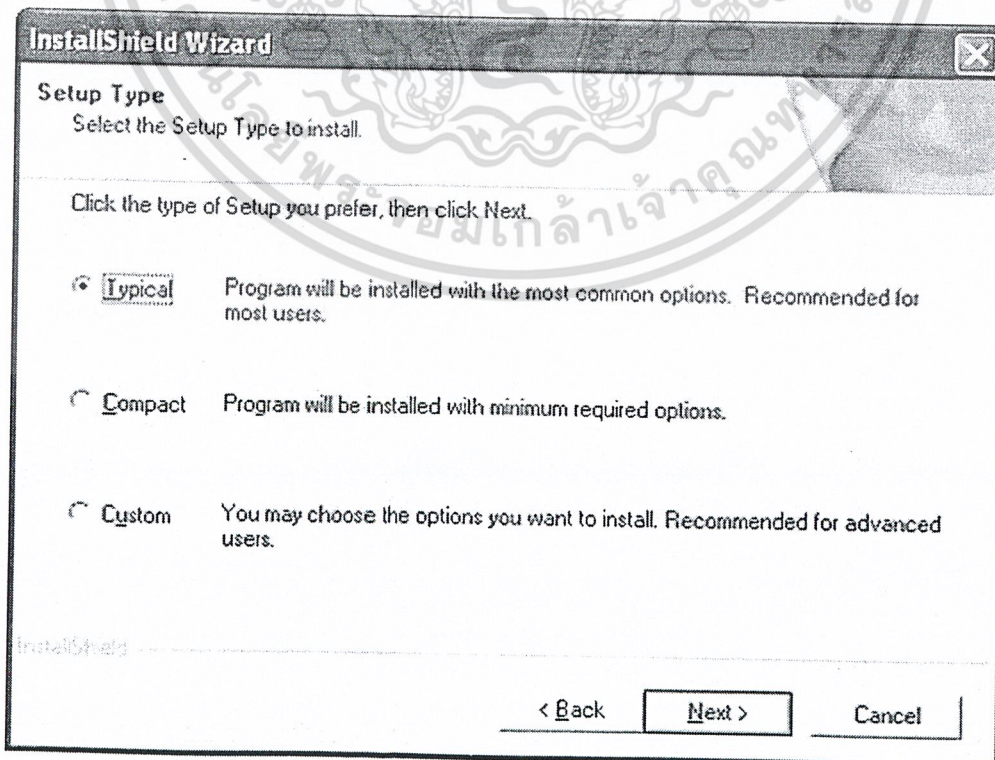 InstallShield Wizard
Setup Type
Select the Setup Type to install.
Click the type of Setup you prefer, then click Next.
Typical Program will be installed with the most common options. Recommended for
most users.
Compact Program will be installed with minimum required options.
Custom You may choose the options you want to install. Recommended for advanced
users.
InstallShield
< Back Next > Cancel